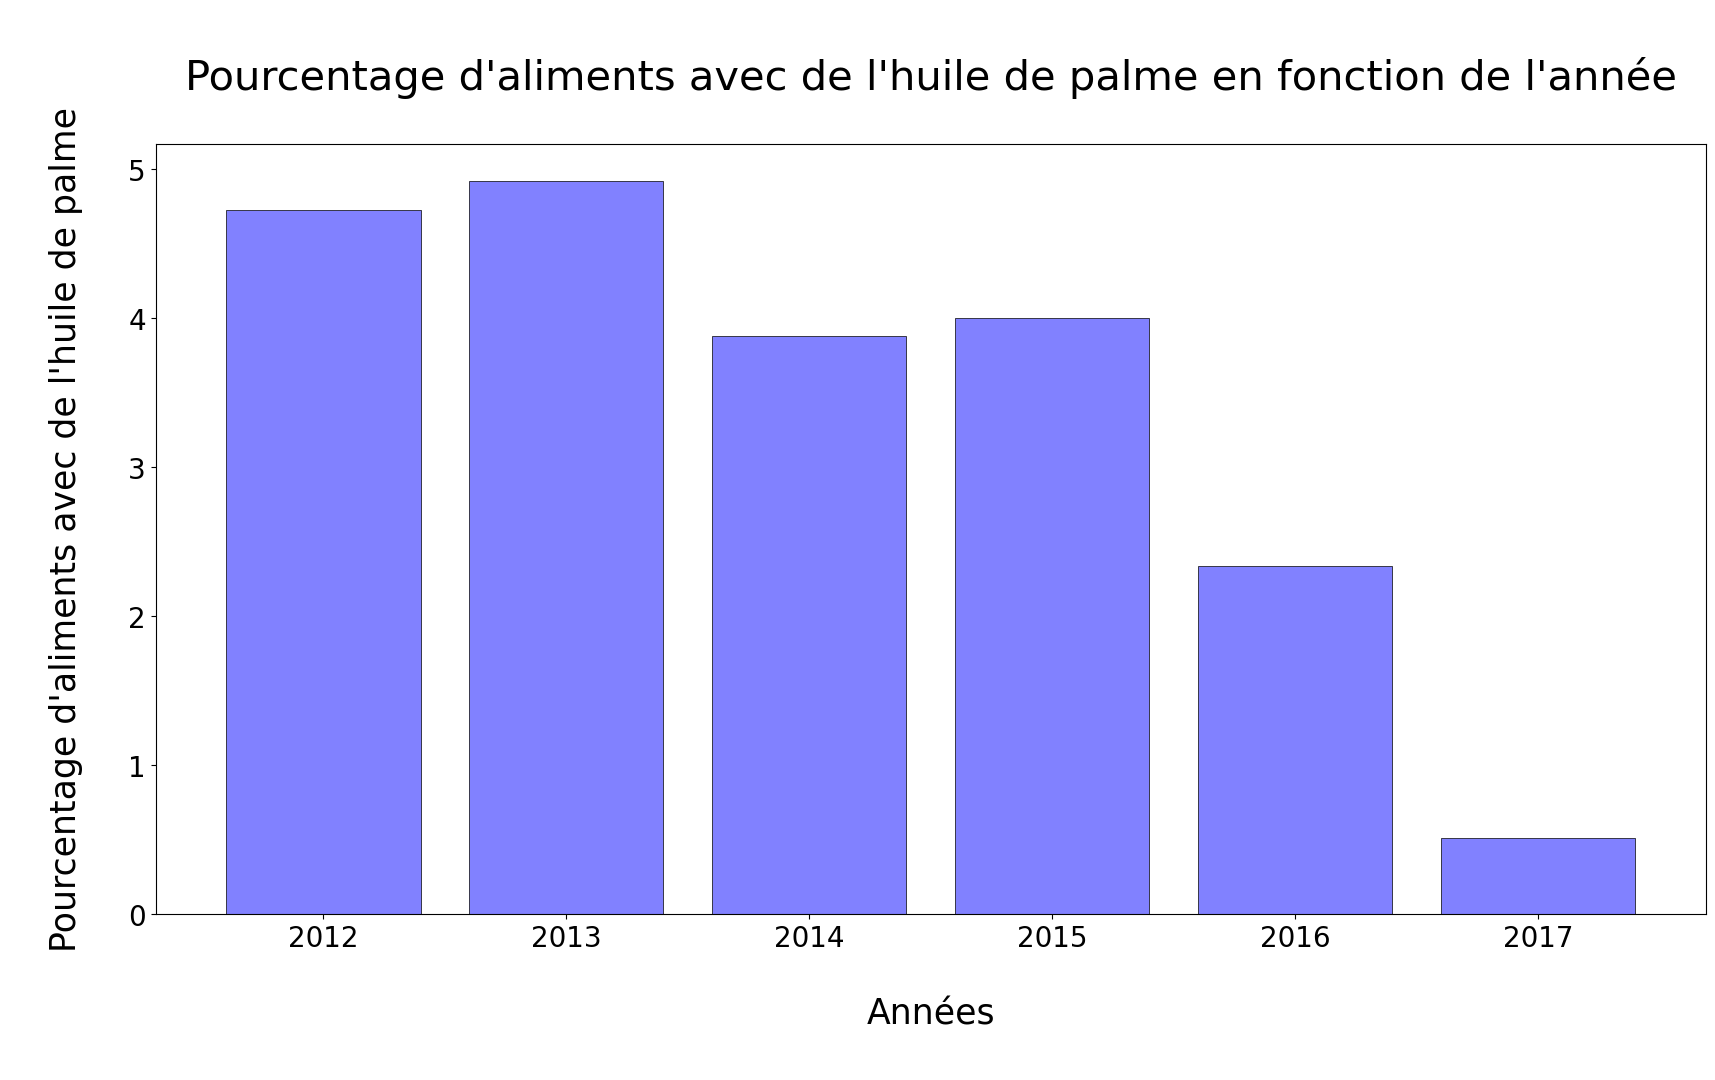 Pourcentage d'aliments avec de l'huile de palme en fonction de l'année
Pourcentage d'aliments avec de l'huile de palme
5
4
3
2
1
0
2012 2013 2014 2015 2016 2017
Années